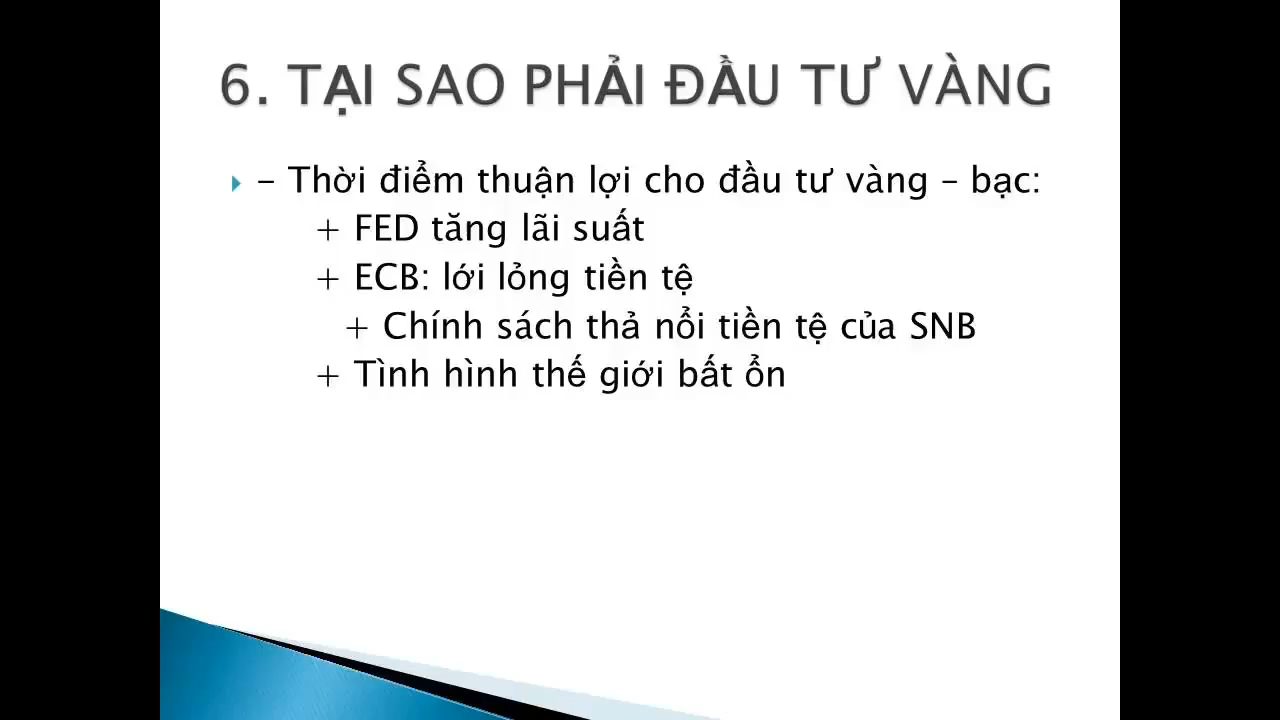 6. TẠI SAO PHẢI ĐẦU TƯ VÀNG
– Thời điểm thuận lợi cho đầu tư vàng – bạc:
+ FED tăng lãi suất
+ ECB: lới lỏng tiền tệ
+ Chính sách thả nổi tiền tệ của SNB
+ Tình hình thế giới bất ổn